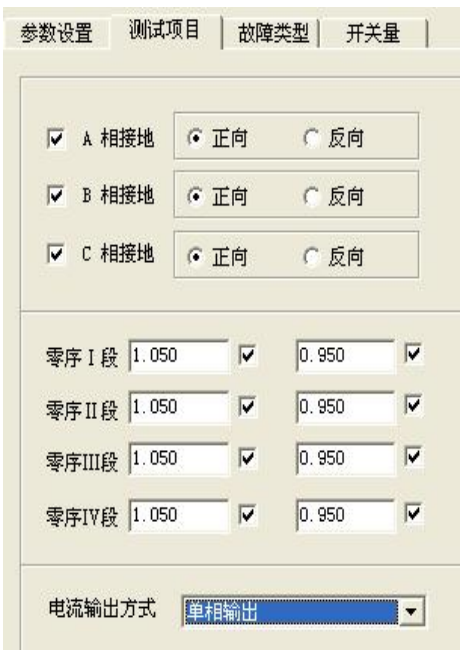 参数设置 测试项目 故障类型 开关量
A 相接地 正向 反向
B 相接地 正向 反向
C 相接地 正向 反向
零序I段 1.050 0.950
零序II段 1.050 0.950
零序III段 1.050 0.950
零序IV段 1.050 0.950
电流输出方式 单相输出